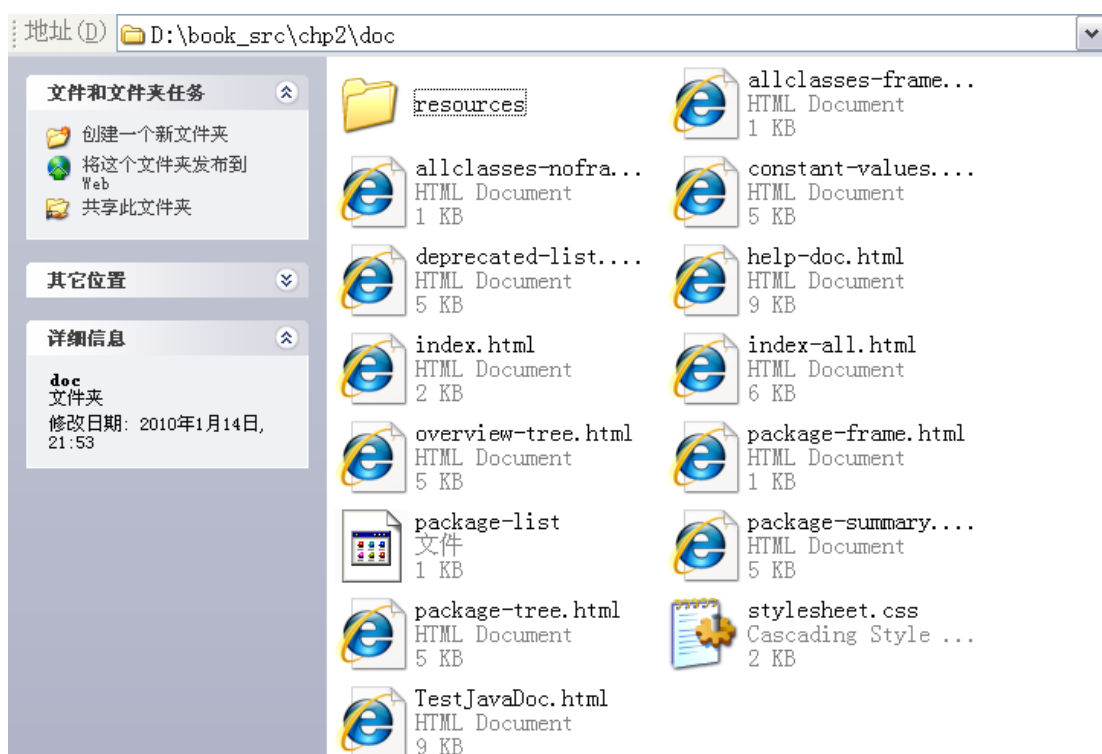 地址(D) D:\book_src\chp2\doc
文件和文件夹任务
创建一个新文件夹
将这个文件夹发布到
Web
共享此文件夹
其它位置
详细信息
doc
文件夹
修改日期: 2010年1月14日,
21:53
resources
allclasses-frame...
HTML Document
1 KB
allclasses-nofra...
HTML Document
1 KB
constant-values....
HTML Document
5 KB
deprecated-list....
HTML Document
5 KB
help-doc.html
HTML Document
9 KB
index.html
HTML Document
2 KB
index-all.html
HTML Document
6 KB
overview-tree.html
HTML Document
5 KB
package-frame.html
HTML Document
1 KB
package-list
文件
1 KB
package-summary....
HTML Document
5 KB
package-tree.html
HTML Document
5 KB
stylesheet.css
Cascading Style ...
2 KB
TestJavaDoc.html
HTML Document
9 KB